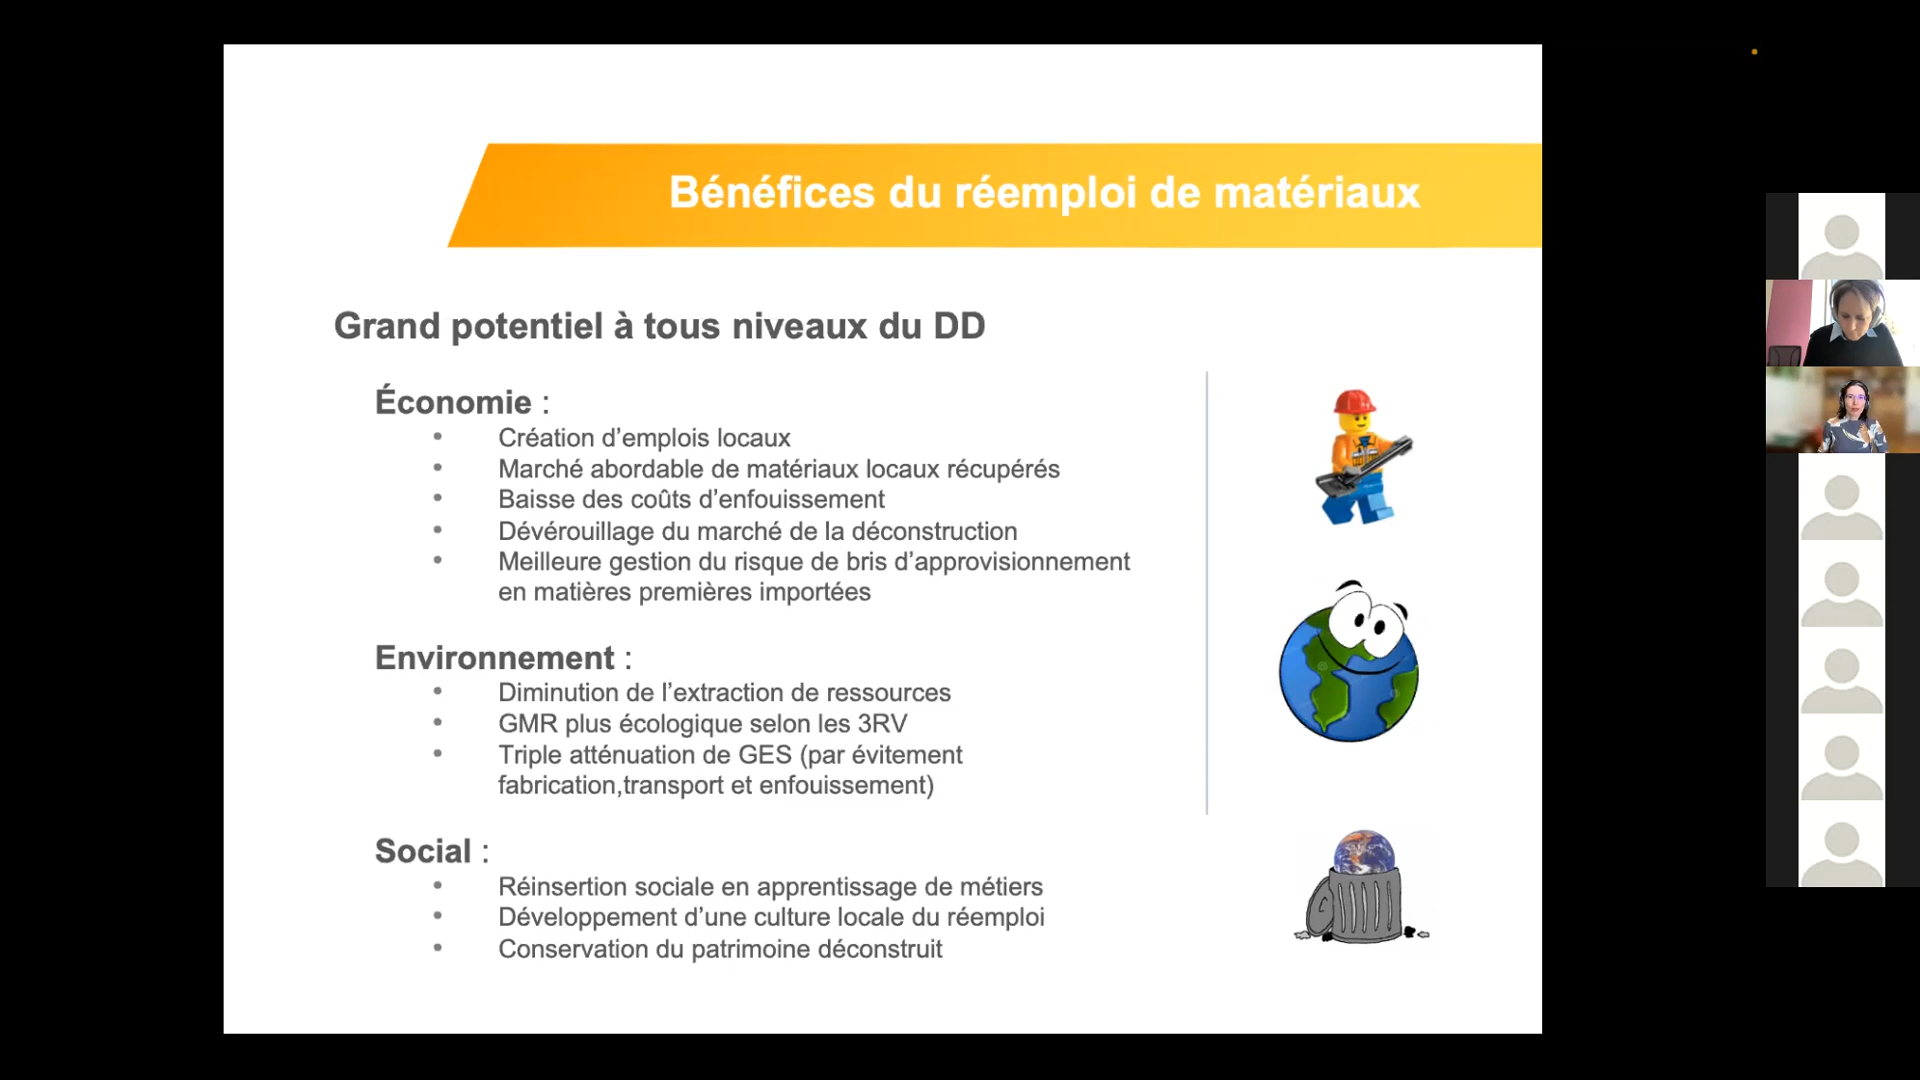 Bénéfices du réemploi de matériaux
Grand potentiel à tous niveaux du DD
Économie :
• Création d’emplois locaux
• Marché abordable de matériaux locaux récupérés
• Baisse des coûts d’enfouissement
• Dévérouillage du marché de la déconstruction
• Meilleure gestion du risque de bris d’approvisionnement
en matières premières importées
Environnement :
• Diminution de l’extraction de ressources
• GMR plus écologique selon les 3RV
• Triple atténuation de GES (par évitement
fabrication,transport et enfouissement)
Social :
• Réinsertion sociale en apprentissage de métiers
• Développement d’une culture locale du réemploi
• Conservation du patrimoine déconstruit